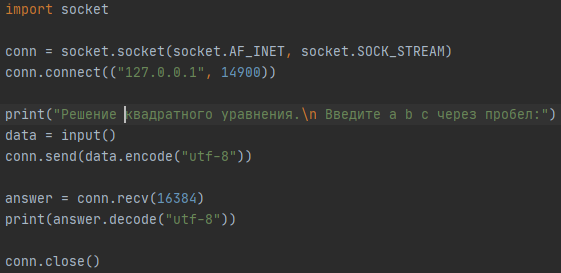 import socket
conn = socket.socket(socket.AF_INET, socket.SOCK_STREAM)
conn.connect(("127.0.0.1", 14900))
print("Решение квадратного уравнения.\n Введите a b c через пробел:")
data = input()
conn.send(data.encode("utf-8"))
answer = conn.recv(16384)
print(answer.decode("utf-8"))
conn.close()